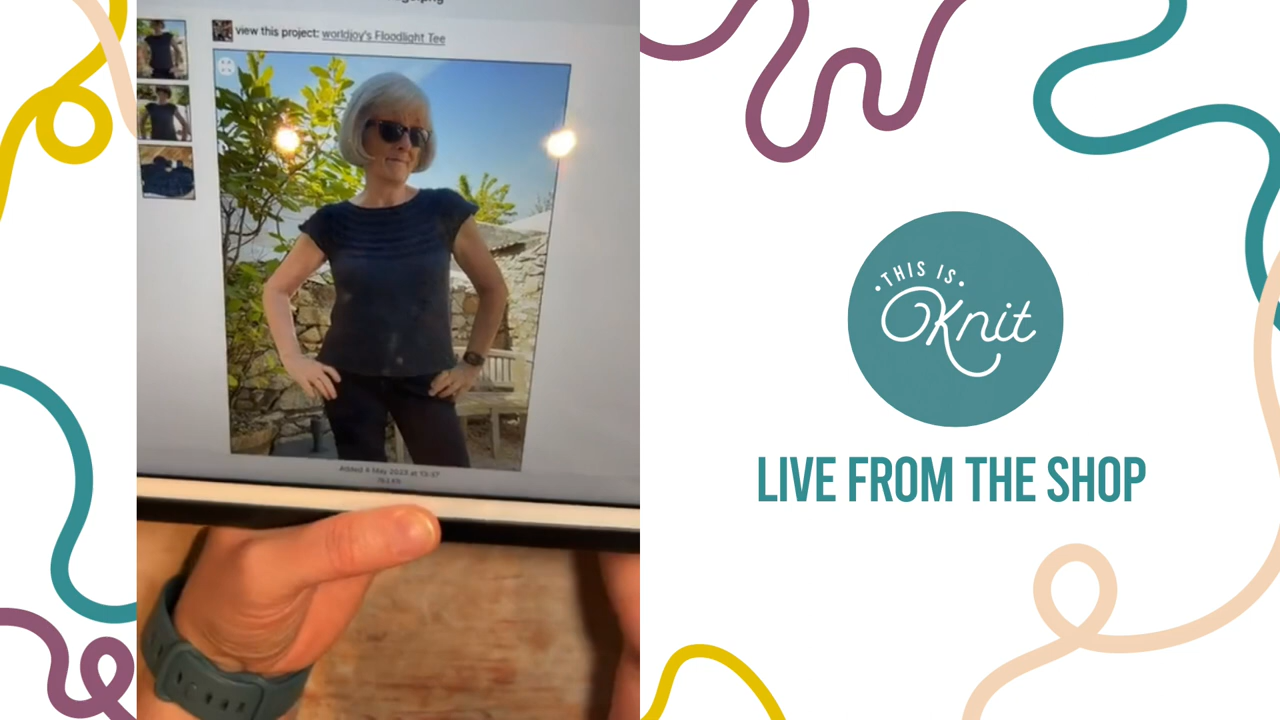 view this project: worldjoy's Floodlight Tee
Added 4 May 2023 at 13:37
• THIS IS •
Knit
LIVE FROM THE SHOP